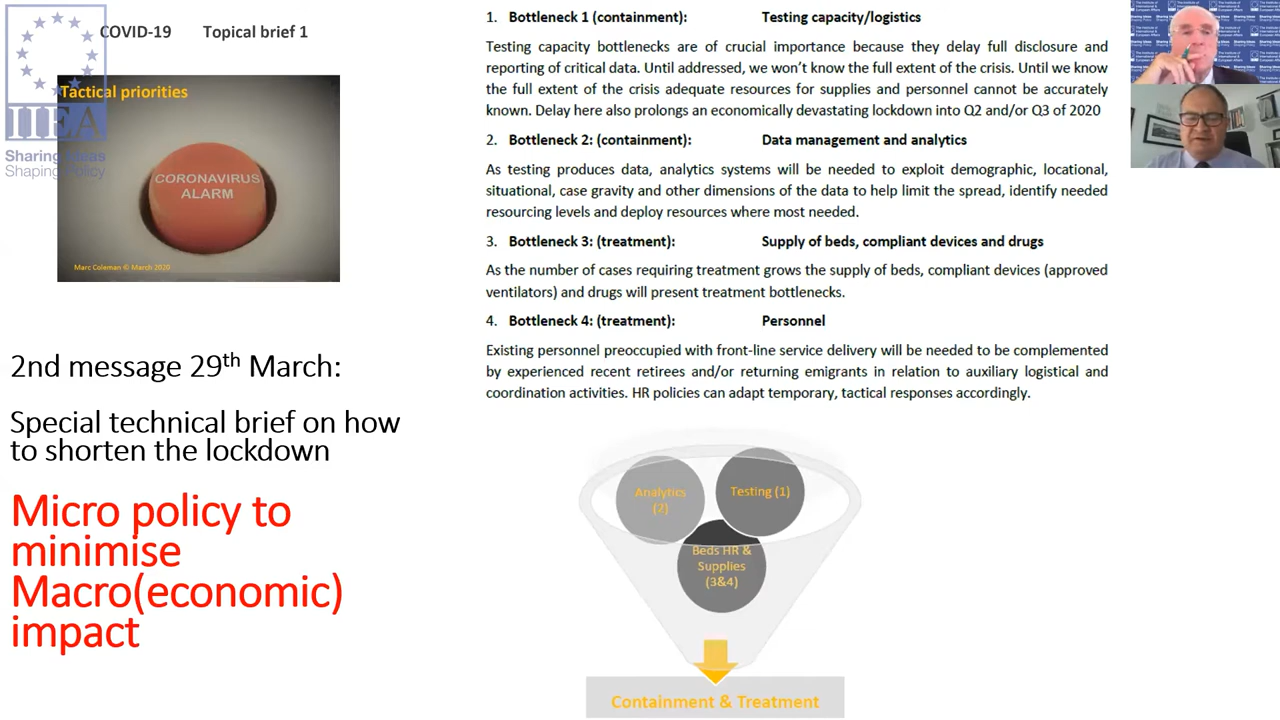 COVID-19 Topical brief 1
Tactical priorities
IIEA
Sharing Ideas
Shaping Policy
CORONAVIRUS
ALARM
Marc Coleman © March 2020
2nd message 29th March:
Special technical brief on how
to shorten the lockdown
Micro policy to
minimise
Macro(economic)
impact
1. Bottleneck 1 (containment): Testing capacity/logistics
Testing capacity bottlenecks are of crucial importance because they delay full disclosure and
reporting of critical data. Until addressed, we won’t know the full extent of the crisis. Until we know
the full extent of the crisis adequate resources for supplies and personnel cannot be accurately
known. Delay here also prolongs an economically devastating lockdown into Q2 and/or Q3 of 2020
2. Bottleneck 2: (containment): Data management and analytics
As testing produces data, analytics systems will be needed to exploit demographic, locational,
situational, case gravity and other dimensions of the data to help limit the spread, identify needed
resourcing levels and deploy resources where most needed.
3. Bottleneck 3: (treatment): Supply of beds, compliant devices and drugs
As the number of cases requiring treatment grows the supply of beds, compliant devices (approved
ventilators) and drugs will present treatment bottlenecks.
4. Bottleneck 4: (treatment): Personnel
Existing personnel preoccupied with front-line service delivery will be needed to be complemented
by experienced recent retirees and/or returning emigrants in relation to auxiliary logistical and
coordination activities. HR policies can adapt temporary, tactical responses accordingly.
Analytics
(2)
Testing (1)
Beds HR &
Supplies
(3&4)
Containment & Treatment